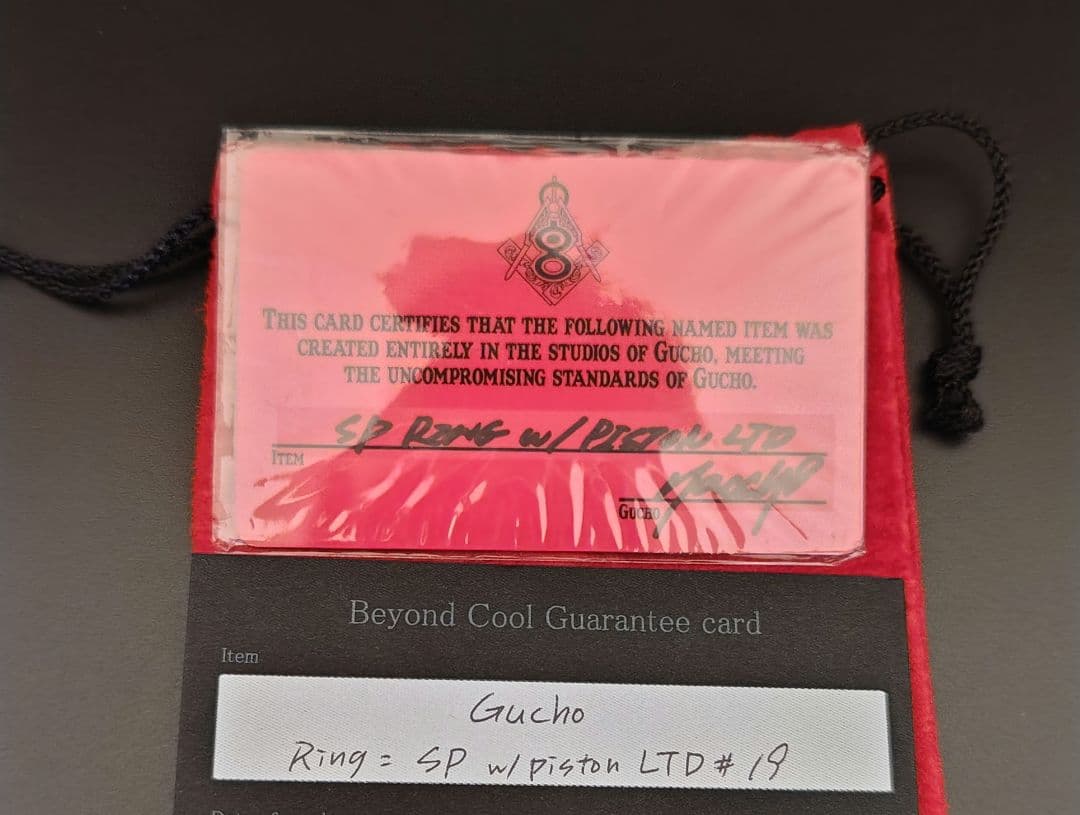 8
THIS CARD CERTIFIES THAT THE FOLLOWING NAMED ITEM WAS
CREATED ENTIRELY IN THE STUDIOS OF GUCHO, MEETING
THE UNCOMPROMISING STANDARDS OF GUCHO.
SP RING W/ PISTON LTD
ITEM
GUCHO
Beyond Cool Guarantee card
Item
Gucho
Ring = SP w/ piston LTD # 19